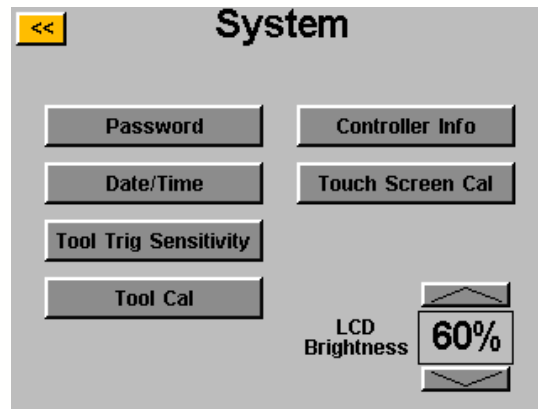 <<
System
Password
Controller Info
Date/Time
Touch Screen Cal
Tool Trig Sensitivity
Tool Cal
LCD
Brightness
60%